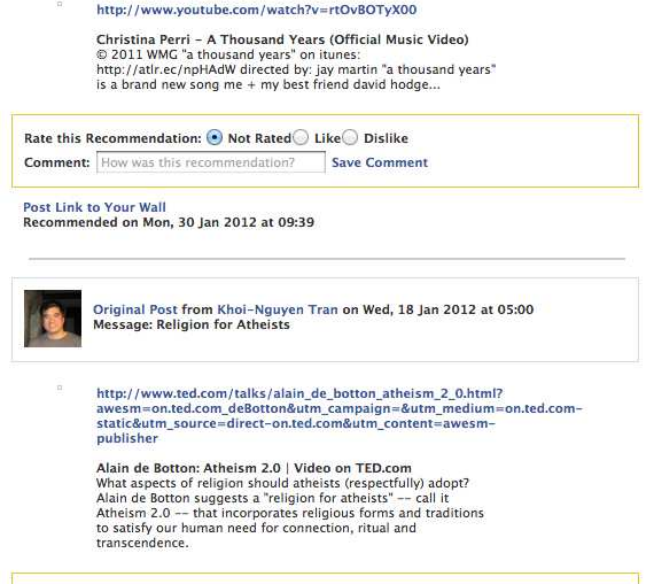 http://www.youtube.com/watch?v=rtOvBOTyX00
Christina Perri - A Thousand Years (Official Music Video)
© 2011 WMG "a thousand years" on itunes:
http://atlr.ec/npHAdW directed by: jay martin "a thousand years"
is a brand new song me + my best friend david hodge...
Rate this Recommendation: Not Rated Like Dislike
Comment: How was this recommendation? Save Comment
Post Link to Your Wall
Recommended on Mon, 30 Jan 2012 at 09:39
Original Post from Khoi-Nguyen Tran on Wed, 18 Jan 2012 at 05:00
Message: Religion for Atheists
http://www.ted.com/talks/alain_de_botton_atheism_2_0.html?
awesm=on.ted.com_deBotton&utm_campaign=&utm_medium=on.ted.com-
static&utm_source=direct-on.ted.com&utm_content=awesm-
publisher
Alain de Botton: Atheism 2.0 | Video on TED.com
What aspects of religion should atheists (respectfully) adopt?
Alain de Botton suggests a "religion for atheists" -- call it
Atheism 2.0 -- that incorporates religious forms and traditions
to satisfy our human need for connection, ritual and
transcendence.